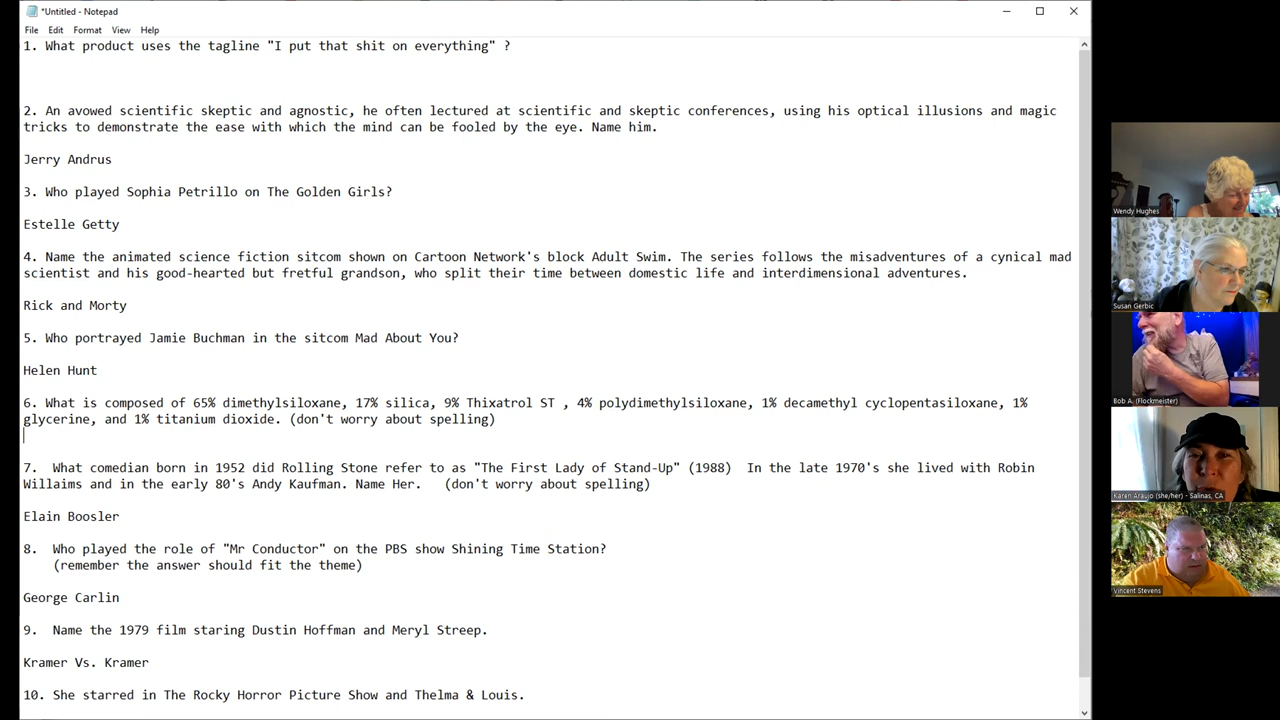 *Untitled - Notepad
File Edit Format View Help
1. What product uses the tagline "I put that shit on everything" ?
2. An avowed scientific skeptic and agnostic, he often lectured at scientific and skeptic conferences, using his optical illusions and magic
tricks to demonstrate the ease with which the mind can be fooled by the eye. Name him.
Jerry Andrus
3. Who played Sophia Petrillo on The Golden Girls?
Estelle Getty
4. Name the animated science fiction sitcom shown on Cartoon Network's block Adult Swim. The series follows the misadventures of a cynical mad
scientist and his good-hearted but fretful grandson, who split their time between domestic life and interdimensional adventures.
Rick and Morty
5. Who portrayed Jamie Buchman in the sitcom Mad About You?
Helen Hunt
6. What is composed of 65% dimethylsiloxane, 17% silica, 9% Thixatrol ST , 4% polydimethylsiloxane, 1% decamethyl cyclopentasiloxane, 1%
glycerine, and 1% titanium dioxide. (don't worry about spelling)
7.  What comedian born in 1952 did Rolling Stone refer to as "The First Lady of Stand-Up" (1988)  In the late 1970's she lived with Robin
Willaims and in the early 80's Andy Kaufman. Name Her.   (don't worry about spelling)
Elain Boosler
8.  Who played the role of "Mr Conductor" on the PBS show Shining Time Station?
(remember the answer should fit the theme)
George Carlin
9.  Name the 1979 film staring Dustin Hoffman and Meryl Streep.
Kramer Vs. Kramer
10. She starred in The Rocky Horror Picture Show and Thelma & Louis.
Wendy Hughes
Susan Gerbic
Bob A. (Flockmeister)
Karen Araujo (she/her) - Salinas, CA
Vincent Stevens